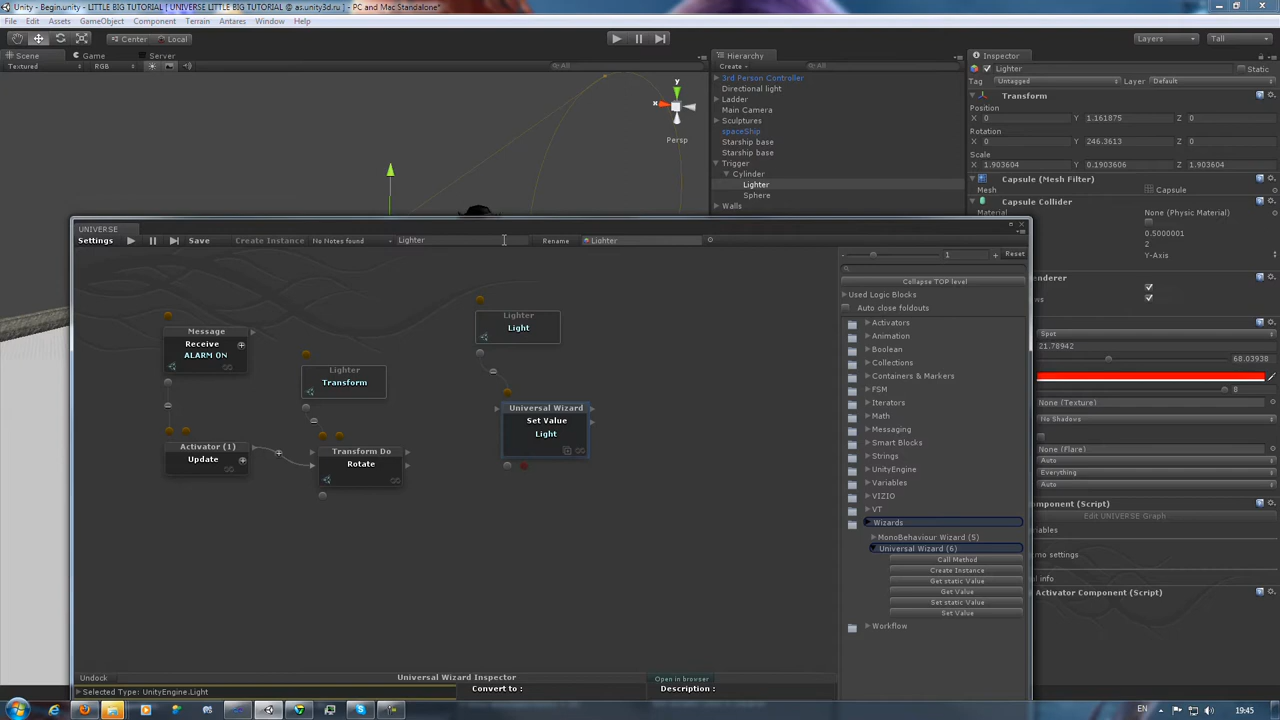 Unity - Begin.unity - LITTLE BIG TUTORIAL [ UNIVERSE LITTLE BIG TUTORIAL @ as.unity3d.ru ] - PC and Mac Standalone*
File Edit Assets GameObject Component Terrain Antares Window Help
Center Local Layers Tall
Scene Game Server
Textured RGB All
y
x
Persp
Hierarchy
Create All
3rd Person Controller
Directional light
Ladder
Main Camera
Sculptures
spaceShip
Starship base
Starship base
Trigger
Cylinder
Lighter
Sphere
Walls
Inspector
Lighter Static
Tag Untagged Layer Default
Transform
Position
X 0 Y 1.161875 Z 0
Rotation
X 0 Y 246.3613 Z 0
Scale
X 1.903604 Y 0.1903606 Z 1.903604
Capsule (Mesh Filter)
Mesh Capsule
Capsule Collider
Material None (Physic Material)
0.5000001
2
Y-Axis
Spot
21.78942
68.03938
8
None (Texture)
No Shadows
None (Flare)
Auto
Everything
Auto
omponent (Script)
Edit UNIVERSE Graph
riables
zmo settings
al info
Activator Component (Script)
UNIVERSE
Settings Save Create Instance No Notes found Lighter Rename Lighter
Message
Receive
ALARM ON
Lighter
Transform
Activator (1)
Update
Transform Do
Rotate
Lighter
Light
Universal Wizard
Set Value
Light
- 1 + Reset
Collapse TOP level
Used Logic Blocks
Auto close foldouts
Activators
Animation
Boolean
Collections
Containers & Markers
FSM
Iterators
Math
Messaging
Smart Blocks
Strings
UnityEngine
Variables
VIZIO
VT
Wizards
MonoBehaviour Wizard (5)
Universal Wizard (6)
Call Method
Create Instance
Get static Value
Get Value
Set static Value
Set Value
Workflow
Undock Universal Wizard Inspector Open in browser
Selected Type: UnityEngine.Light Convert to : Description :
EN 19:45